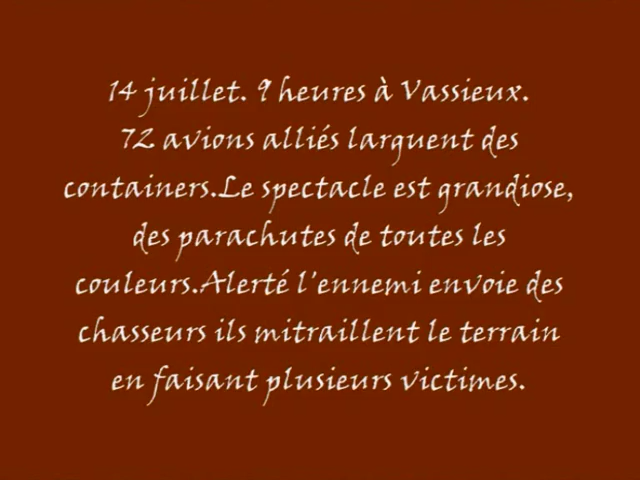 14 juillet. 9 heures à Vassieux.
72 avions alliés larguent des
containers.Le spectacle est grandiose,
des parachutes de toutes les
couleurs.Alerté l'ennemi envoie des
chasseurs ils mitraillent le terrain
en faisant plusieurs victimes.